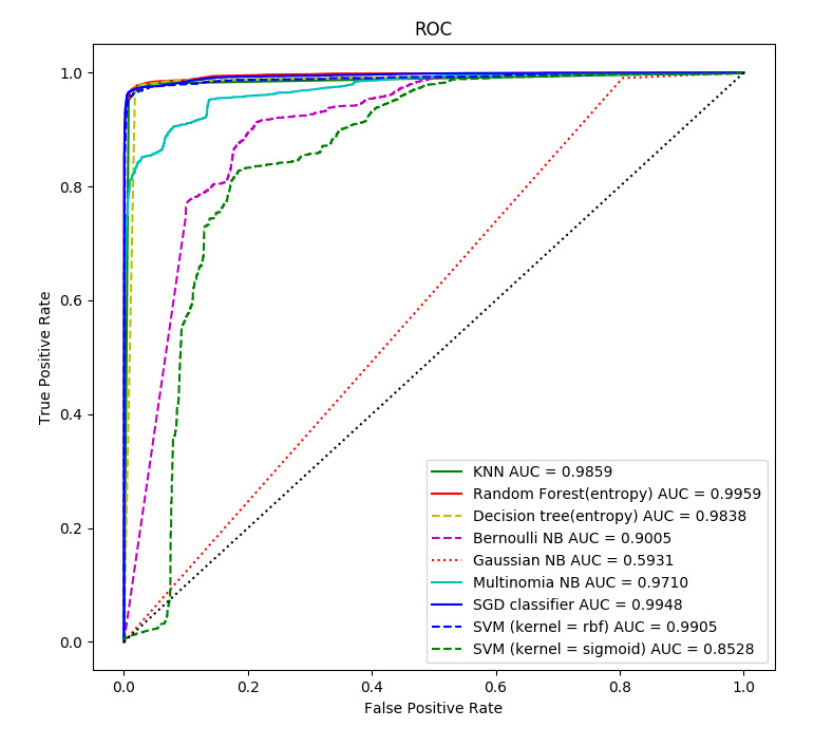 ROC
1.0
0.8
0.6
0.4
0.2
0.0
True Positive Rate
KNN AUC = 0.9859
Random Forest(entropy) AUC = 0.9959
Decision tree(entropy) AUC = 0.9838
Bernoulli NB AUC = 0.9005
Gaussian NB AUC = 0.5931
Multinomia NB AUC = 0.9710
SGD classifier AUC = 0.9948
SVM (kernel = rbf) AUC = 0.9905
SVM (kernel = sigmoid) AUC = 0.8528
0.0 0.2 0.4 0.6 0.8 1.0
False Positive Rate